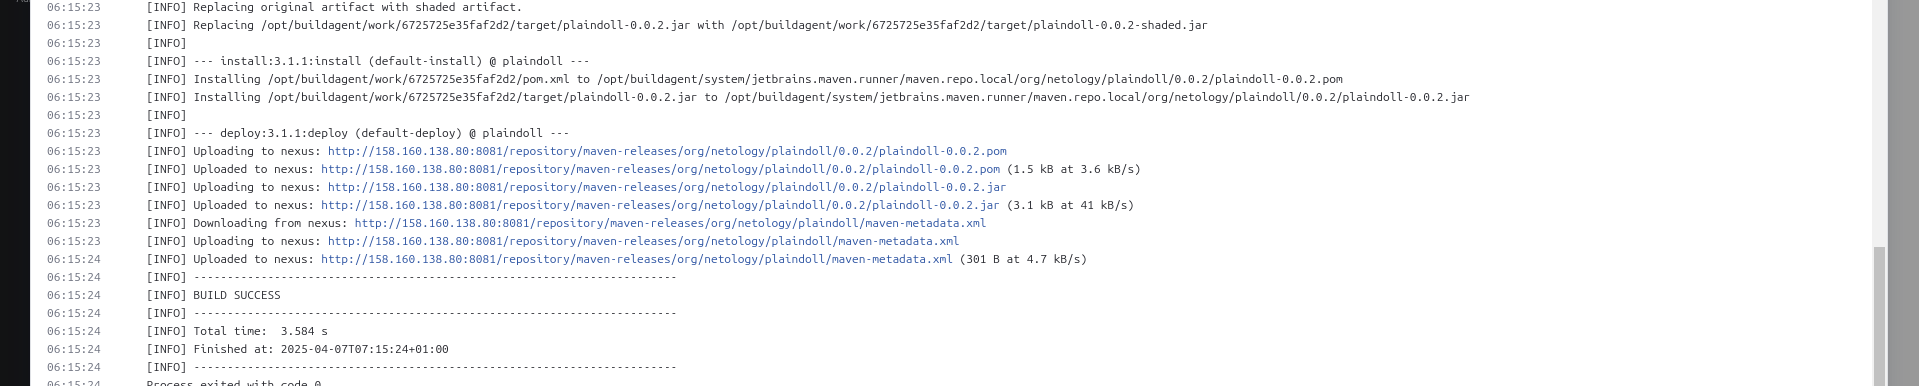 06:15:23 [INFO] Replacing original artifact with shaded artifact.
06:15:23 [INFO] Replacing /opt/buildagent/work/6725725e35faf2d2/target/plaindoll-0.0.2.jar with /opt/buildagent/work/6725725e35faf2d2/target/plaindoll-0.0.2-shaded.jar
06:15:23 [INFO]
06:15:23 [INFO] --- install:3.1.1:install (default-install) @ plaindoll ---
06:15:23 [INFO] Installing /opt/buildagent/work/6725725e35faf2d2/pom.xml to /opt/buildagent/system/jetbrains.maven.runner/maven.repo.local/org/netology/plaindoll/0.0.2/plaindoll-0.0.2.pom
06:15:23 [INFO] Installing /opt/buildagent/work/6725725e35faf2d2/target/plaindoll-0.0.2.jar to /opt/buildagent/system/jetbrains.maven.runner/maven.repo.local/org/netology/plaindoll/0.0.2/plaindoll-0.0.2.jar
06:15:23 [INFO]
06:15:23 [INFO] --- deploy:3.1.1:deploy (default-deploy) @ plaindoll ---
06:15:23 [INFO] Uploading to nexus: http://158.160.138.80:8081/repository/maven-releases/org/netology/plaindoll/0.0.2/plaindoll-0.0.2.pom
06:15:23 [INFO] Uploaded to nexus: http://158.160.138.80:8081/repository/maven-releases/org/netology/plaindoll/0.0.2/plaindoll-0.0.2.pom (1.5 kB at 3.6 kB/s)
06:15:23 [INFO] Uploading to nexus: http://158.160.138.80:8081/repository/maven-releases/org/netology/plaindoll/0.0.2/plaindoll-0.0.2.jar
06:15:23 [INFO] Uploaded to nexus: http://158.160.138.80:8081/repository/maven-releases/org/netology/plaindoll/0.0.2/plaindoll-0.0.2.jar (3.1 kB at 41 kB/s)
06:15:23 [INFO] Downloading from nexus: http://158.160.138.80:8081/repository/maven-releases/org/netology/plaindoll/maven-metadata.xml
06:15:23 [INFO] Uploading to nexus: http://158.160.138.80:8081/repository/maven-releases/org/netology/plaindoll/maven-metadata.xml
06:15:24 [INFO] Uploaded to nexus: http://158.160.138.80:8081/repository/maven-releases/org/netology/plaindoll/maven-metadata.xml (301 B at 4.7 kB/s)
06:15:24 [INFO] ------------------------------------------------------------------------
06:15:24 [INFO] BUILD SUCCESS
06:15:24 [INFO] ------------------------------------------------------------------------
06:15:24 [INFO] Total time:  3.584 s
06:15:24 [INFO] Finished at: 2025-04-07T07:15:24+01:00
06:15:24 [INFO] ------------------------------------------------------------------------
06:15:24 Process exited with code 0